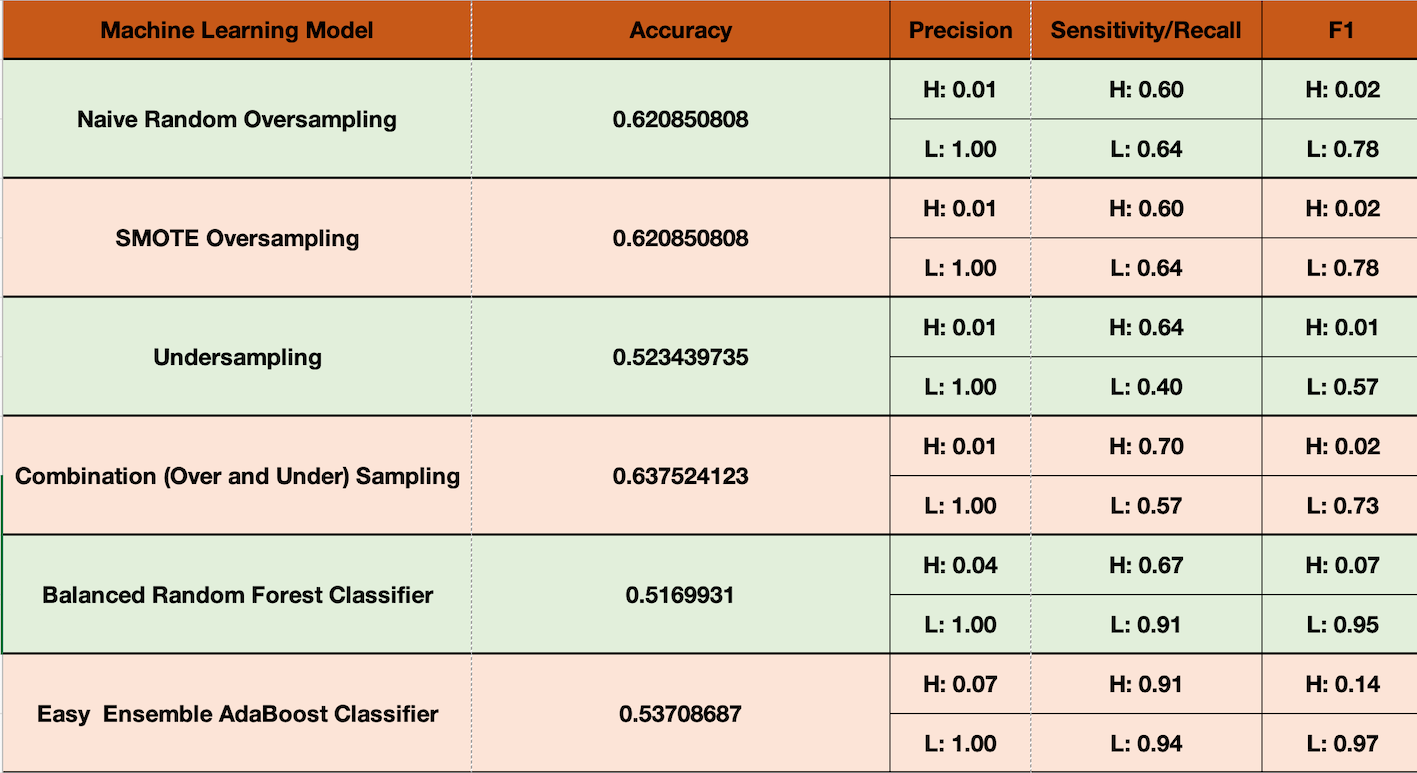 Machine Learning Model Accuracy Precision Sensitivity/Recall F1
Naive Random Oversampling 0.620850808 H: 0.01 H: 0.60 H: 0.02
L: 1.00 L: 0.64 L: 0.78
SMOTE Oversampling 0.620850808 H: 0.01 H: 0.60 H: 0.02
L: 1.00 L: 0.64 L: 0.78
Undersampling 0.523439735 H: 0.01 H: 0.64 H: 0.01
L: 1.00 L: 0.40 L: 0.57
Combination (Over and Under) Sampling 0.637524123 H: 0.01 H: 0.70 H: 0.02
L: 1.00 L: 0.57 L: 0.73
Balanced Random Forest Classifier 0.5169931 H: 0.04 H: 0.67 H: 0.07
L: 1.00 L: 0.91 L: 0.95
Easy Ensemble AdaBoost Classifier 0.53708687 H: 0.07 H: 0.91 H: 0.14
L: 1.00 L: 0.94 L: 0.97